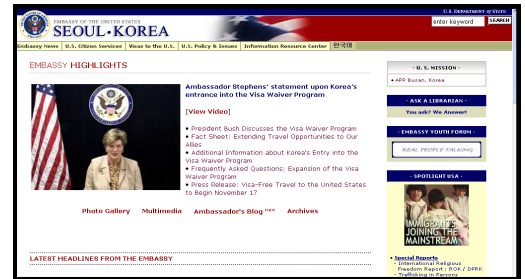 U.S. DEPARTMENT OF STATE
EMBASSY OF THE UNITED STATES
SEOUL·KOREA
enter keyword
SEARCH
Embassy News
U.S. Citizen Services
Visas to the U.S.
U.S. Policy & Issues
Information Resource Center
한국어
EMBASSY HIGHLIGHTS
Ambassador Stephens' statement upon Korea's
entrance into the Visa Waiver Program
[View Video]
• President Bush Discusses the Visa Waiver Program
• Fact Sheet: Extending Travel Opportunities to Our
Allies
• Additional Information about Korea's Entry into the
Visa Waiver Program
• Frequently Asked Questions: Expansion of the Visa
Waiver Program
• Press Release: Visa-Free Travel to the United States
to Begin November 17
Photo Gallery
Multimedia
Ambassador's Blog new
Archives
LATEST HEADLINES FROM THE EMBASSY
- U. S. MISSION -
• APP Busan, Korea
- ASK A LIBRARIAN -
You ask? We Answer!
- EMBASSY YOUTH FORUM -
REAL PEOPLE TALKING
- SPOTLIGHT USA -
IMMIGRANTS
JOINING THE
MAINSTREAM
• Special Reports
- International Religious
Freedom Report : ROK / DPRK
- Trafficking in Persons